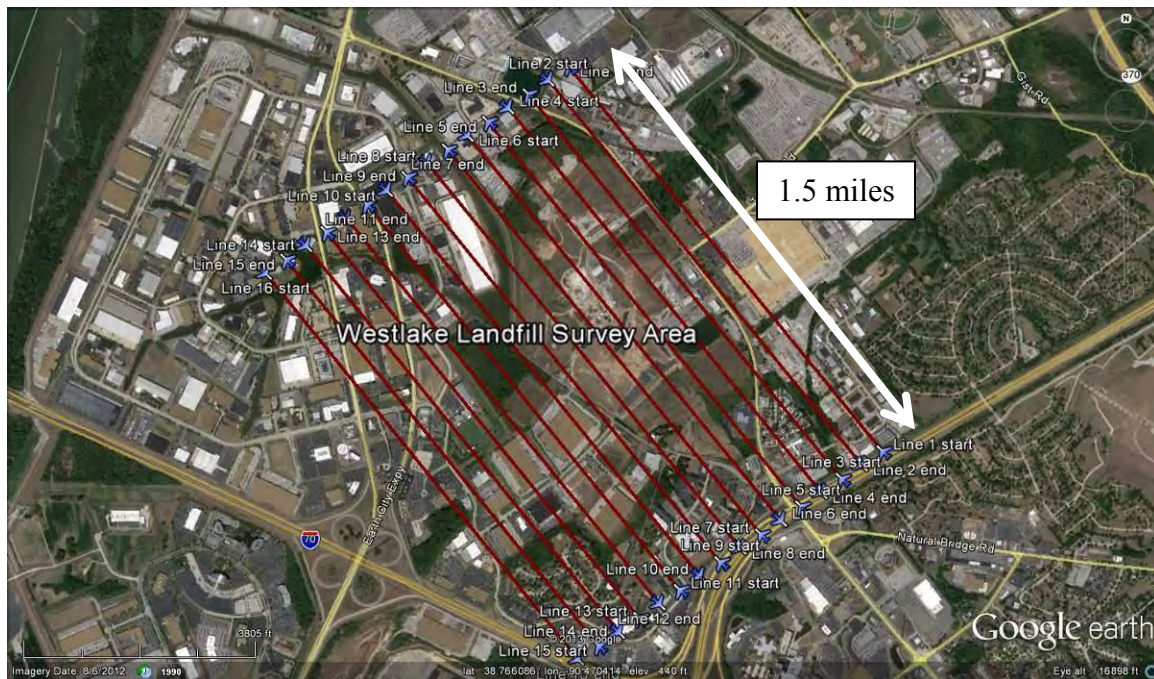 N
370
Gist Rd
Line 2 start
Line 3 end
Line 4 start
Line 5 end
Line 6 start
Line 8 start
Line 7 end
Line 9 end
Line 10 start
Line 11 end
Line 13 end
Line 14 start
Line 15 end
Line 16 start
1.5 miles
Westlake Landfill Survey Area
Line 1 start
Line 3 start
Line 2 end
Line 5 start
Line 4 end
Line 6 end
Line 7 start
Line 9 start
Line 8 end
Natural Bridge Rd
Earth City Expy
70
Line 10 end
Line 11 start
Line 13 start
Line 12 end
Line 14 end
Line 15 start
© 2013 Google
Google earth
3805 ft
Imagery Date 8/6/2012
1990
lat 38.766086 lon -90.470414 elev 440 ft
Eye alt 16898 ft